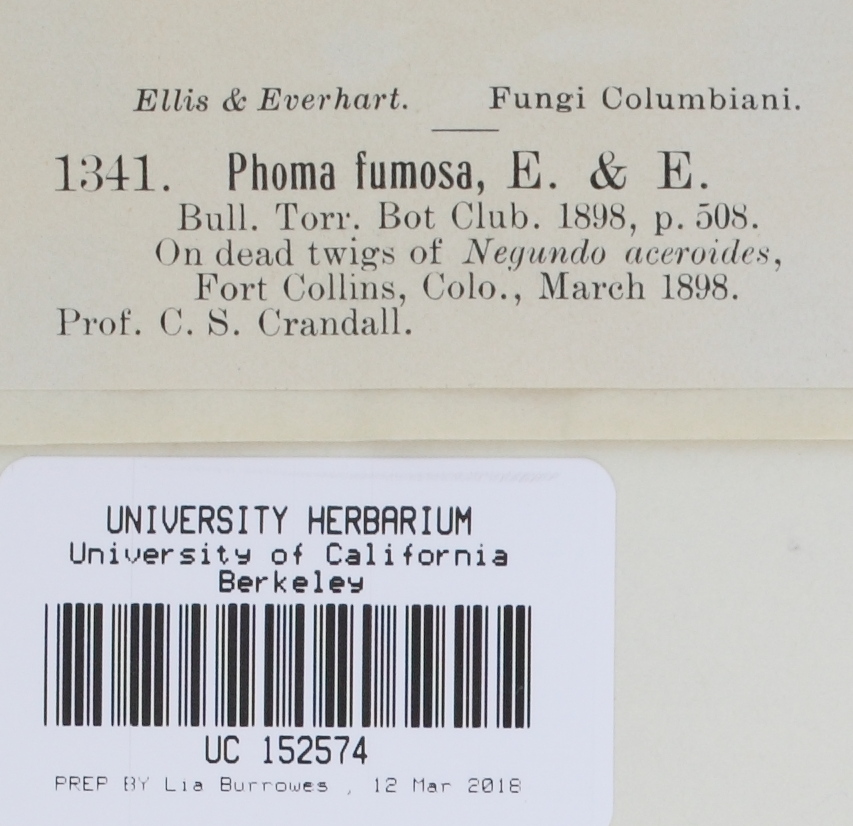 Ellis & Everhart. Fungi Columbiani.
1341. Phoma fumosa, E. & E.
Bull. Torr. Bot Club. 1898, p. 508.
On dead twigs of Negundo aceroides,
Fort Collins, Colo., March 1898.
Prof. C. S. Crandall.
UNIVERSITY HERBARIUM
University of California
Berkeley
UC 152574
PREP BY Lia Burrowes , 12 Mar 2018